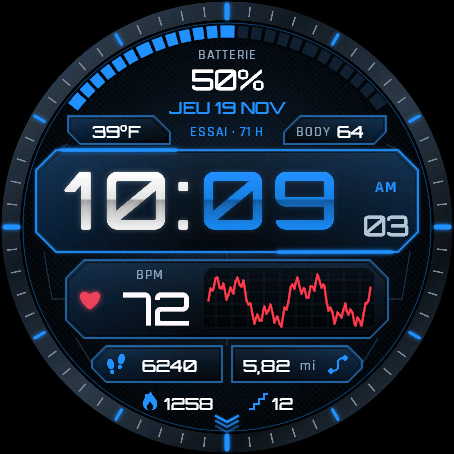 BATTERIE
50%
JEU 19 NOV
39°F
ESSAI · 71 H
BODY 64
10:09
AM
03
BPM
72
6240
5,82 mi
1258
12